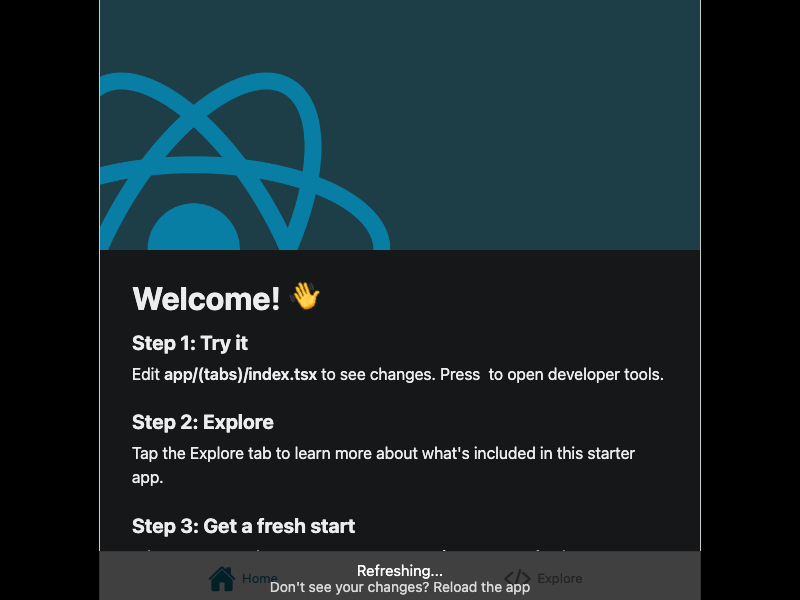 Welcome! 👋
Step 1: Try it
Edit app/(tabs)/index.tsx to see changes. Press  to open developer tools.
Step 2: Explore
Tap the Explore tab to learn more about what's included in this starter
app.
Step 3: Get a fresh start
Refreshing...
Home
Explore
Don't see your changes? Reload the app